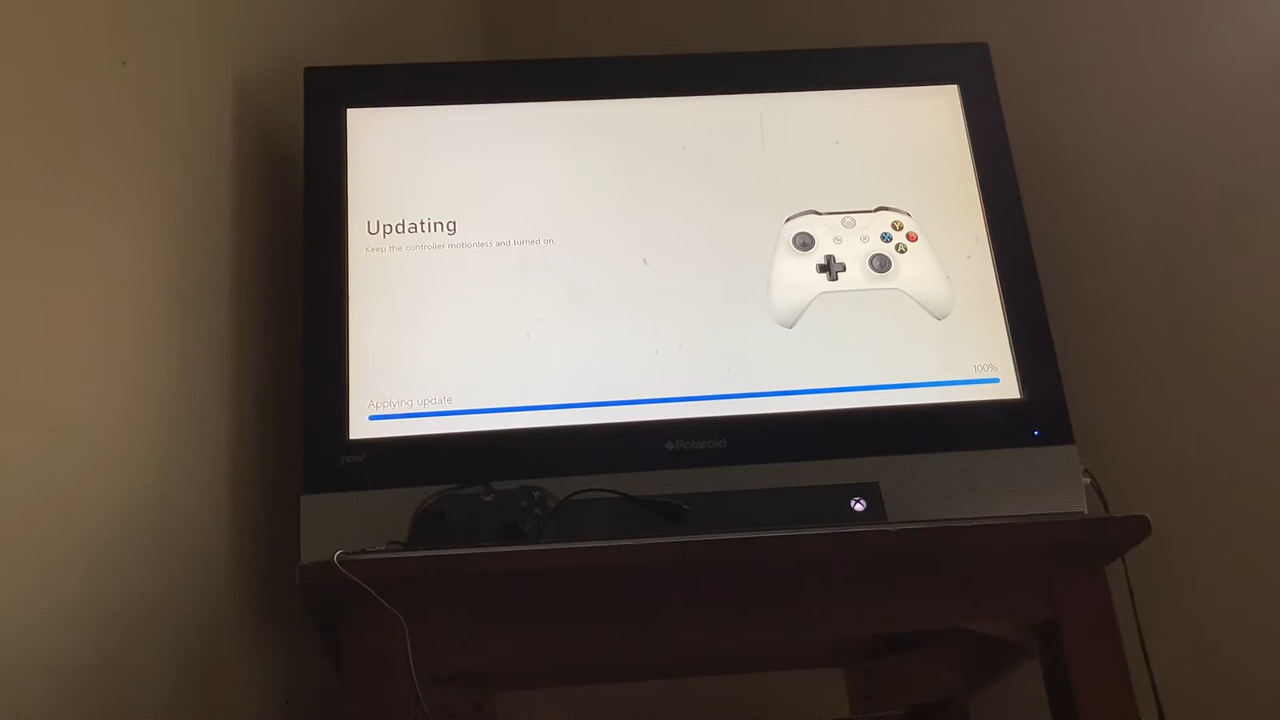 Updating
Keep the controller motionless and turned on.
Y
X
B
A
100%
Applying update
Polaroid